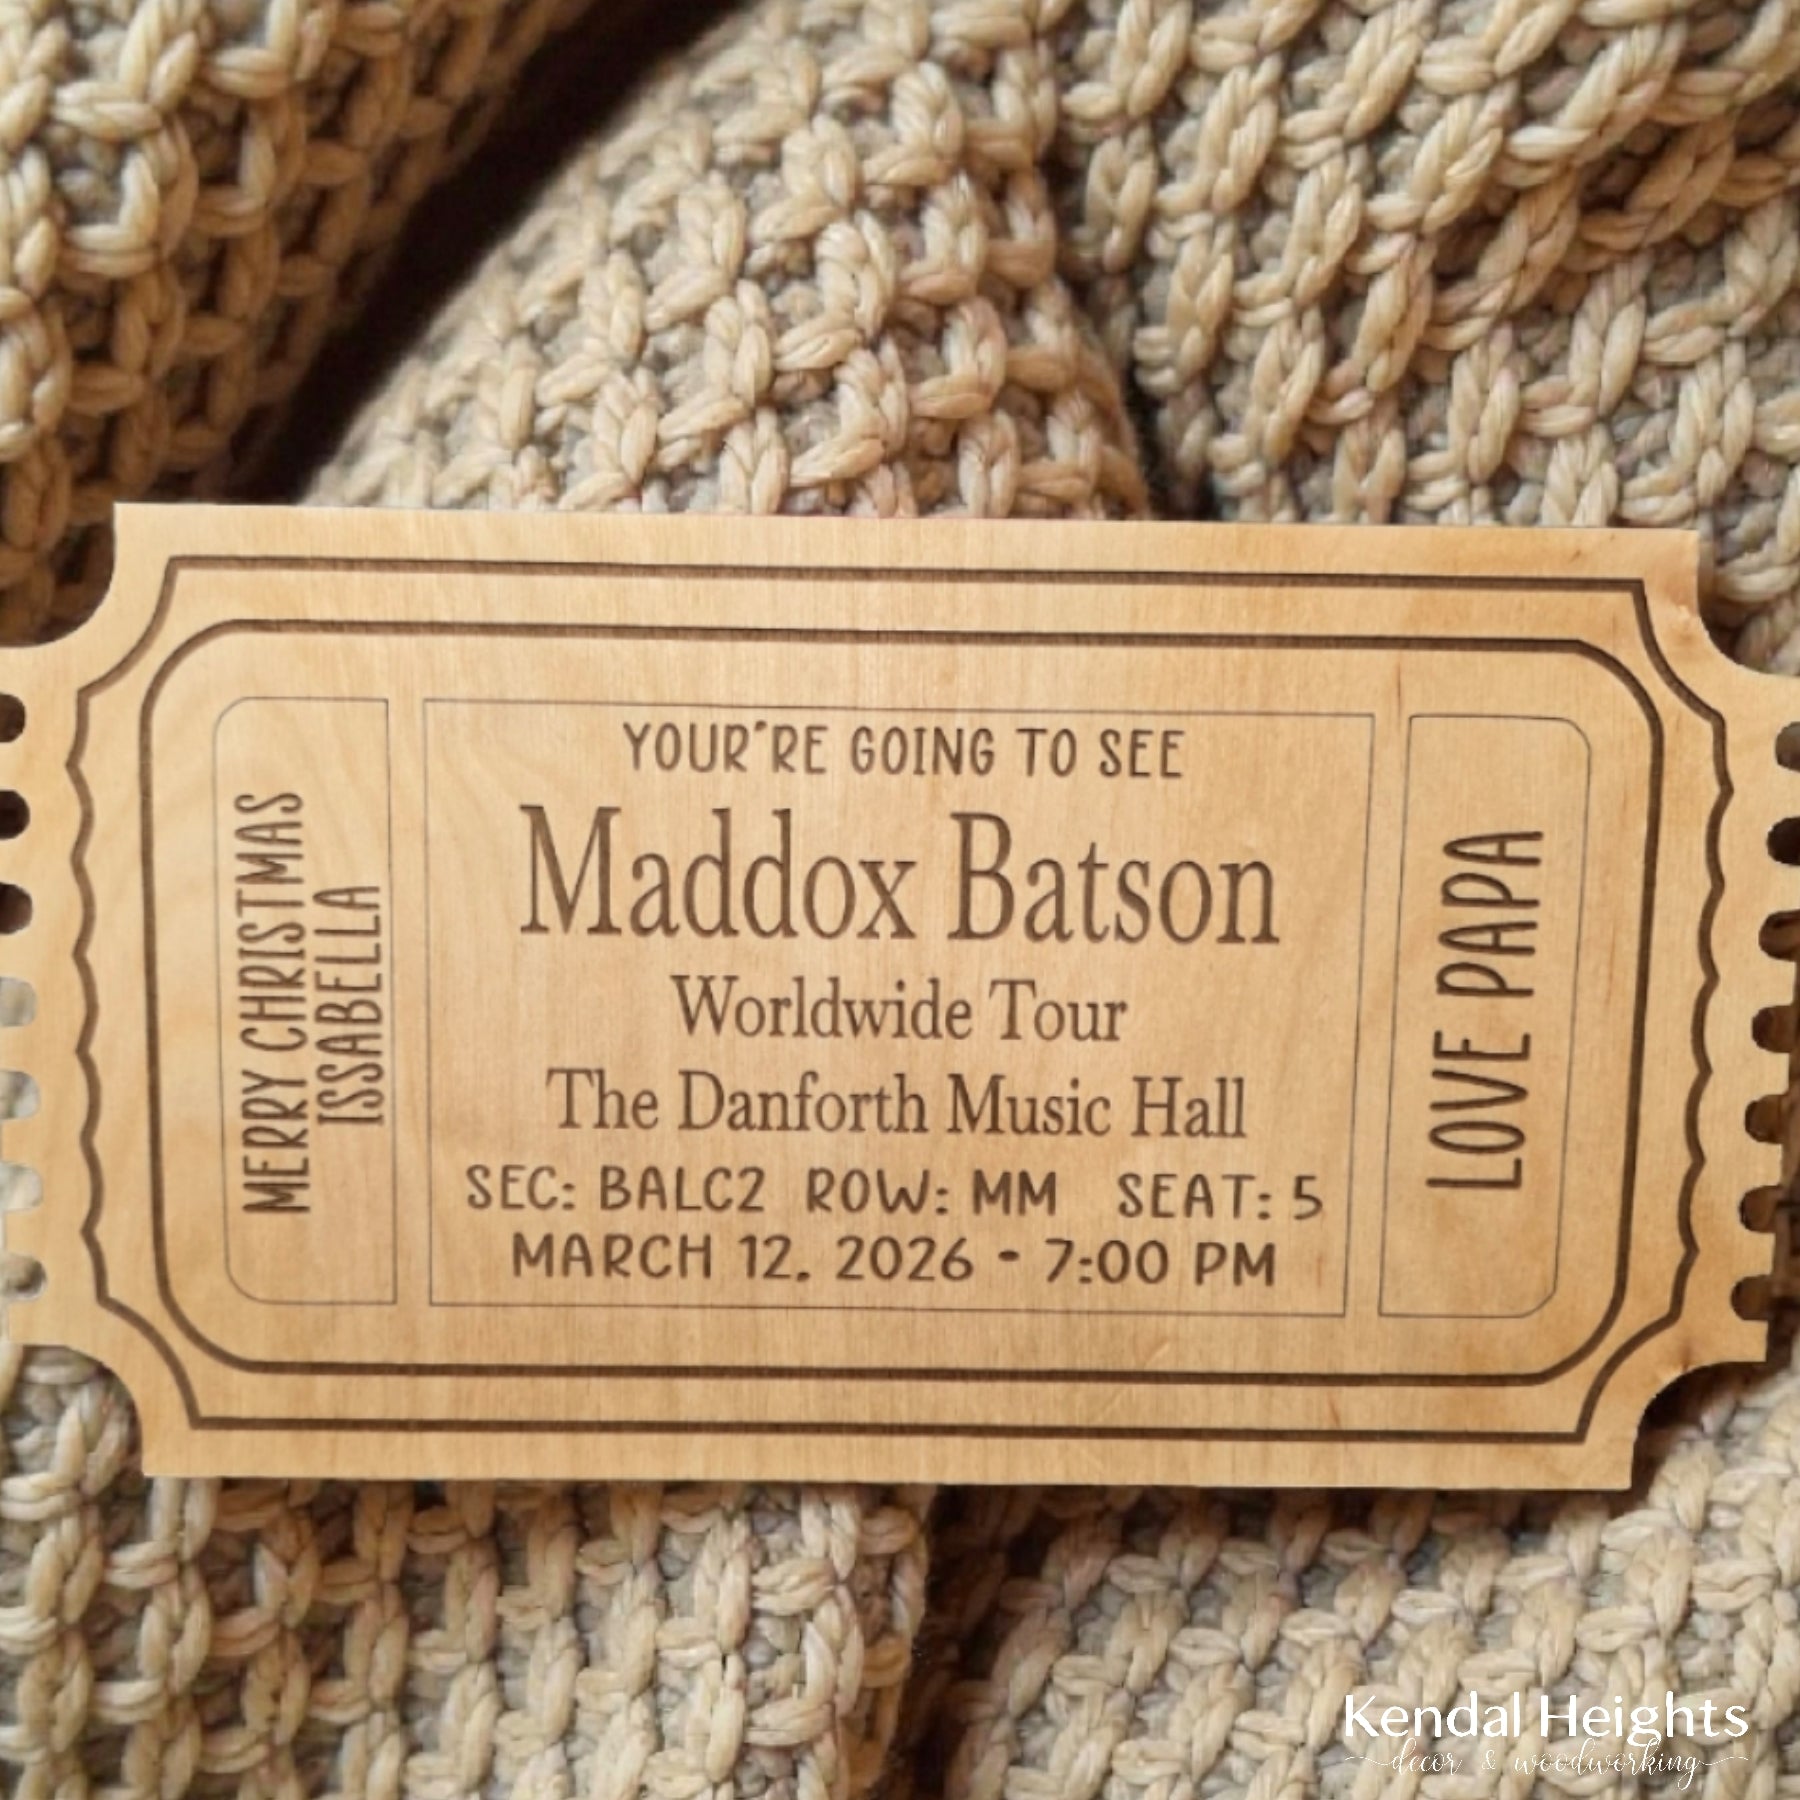 YOUR'RE GOING TO SEE
Maddox Batson
Worldwide Tour
The Danforth Music Hall
SEC: BALC2 ROW: MM SEAT: 5
MARCH 12. 2026 - 7:00 PM
MERRY CHRISTMAS
ISSABELLA
LOVE PAPA
Kendal Heights
decor & woodworking